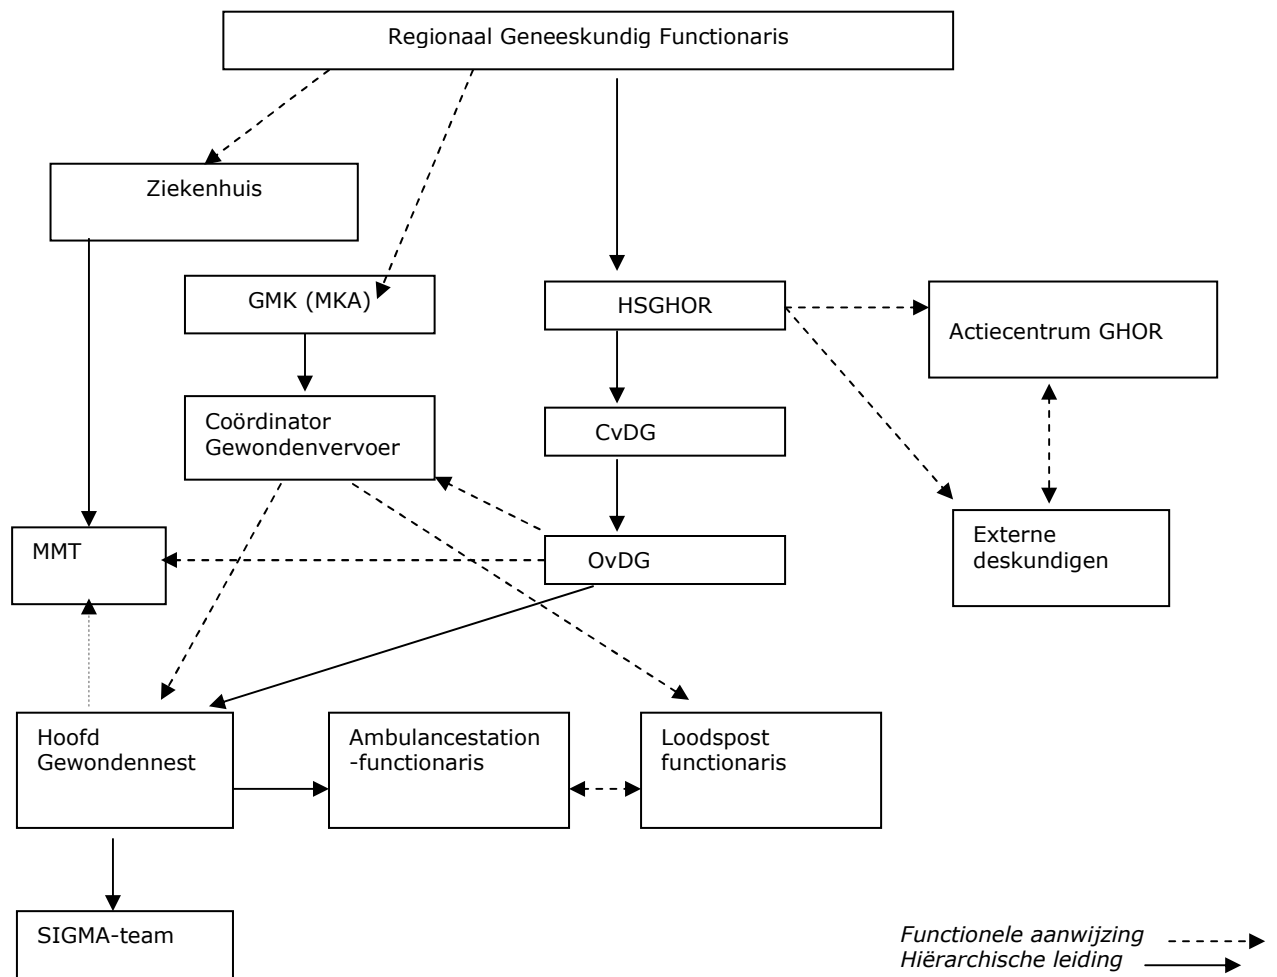 Regionaal Geneeskundig Functionaris
Ziekenhuis
GMK (MKA)
HSGHOR
Actiecentrum GHOR
Coördinator
Gewondenvervoer
CvDG
MMT
OvDG
Externe
deskundigen
Hoofd
Gewondennest
Ambulancestation
-functionaris
Loodspost
functionaris
SIGMA-team
Functionele aanwijzing
Hiërarchische leiding